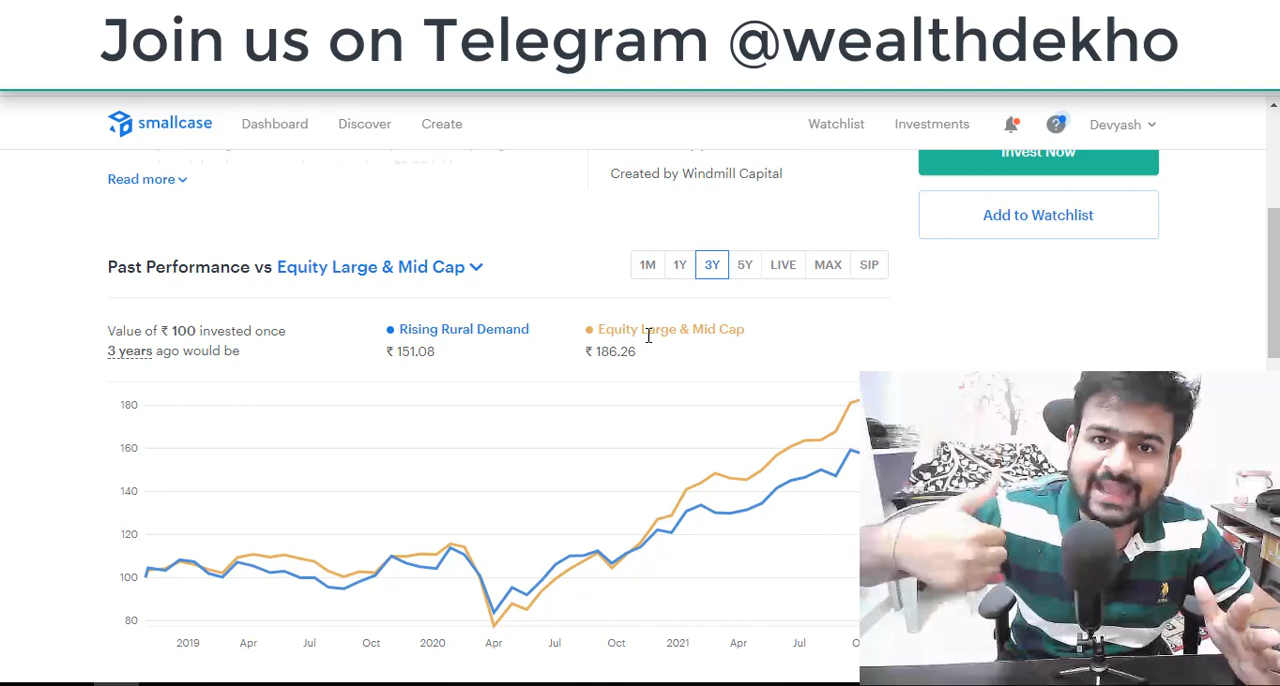 Join us on Telegram @wealthdekho
smallcase Dashboard Discover Create Watchlist Investments ? Devyash
Invest Now
Read more
Created by Windmill Capital
Add to Watchlist
Past Performance vs Equity Large & Mid Cap 1M 1Y 3Y 5Y LIVE MAX SIP
Value of ₹ 100 invested once
3 years ago would be
Rising Rural Demand
₹ 151.08
Equity Large & Mid Cap
₹ 186.26
180
160
140
120
100
80
2019 Apr Jul Oct 2020 Apr Jul Oct 2021 Apr Jul